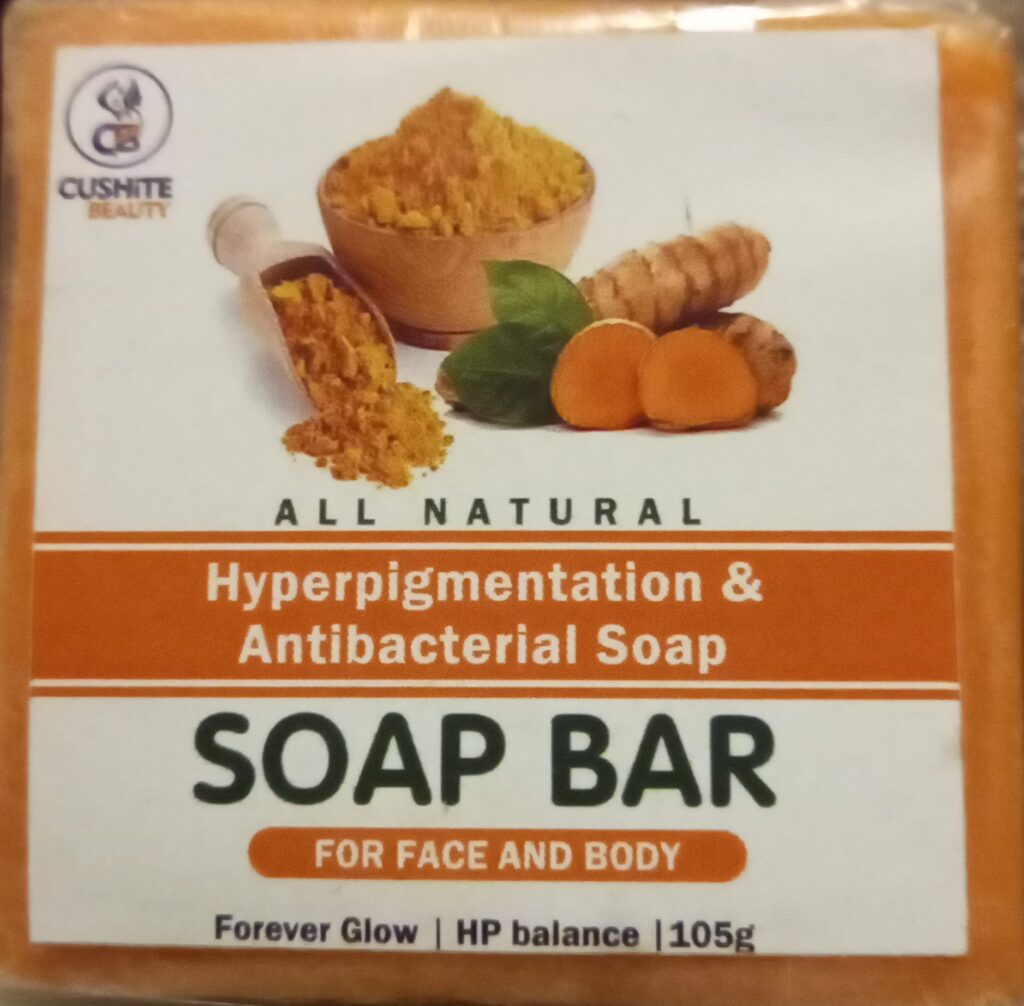 CUSHiTE
BEAUTY
ALL NATURAL
Hyperpigmentation &
Antibacterial Soap
SOAP BAR
FOR FACE AND BODY
Forever Glow | HP balance | 105g